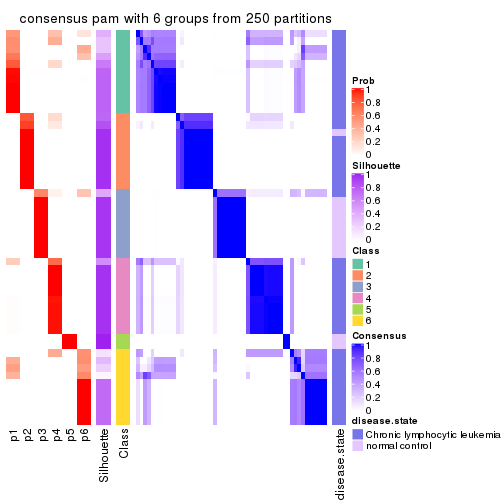 consensus pam with 6 groups from 250 partitions
Prob
1
0.8
0.6
0.4
0.2
0
Silhouette
1
0.8
0.6
0.4
0.2
0
Class
1
2
3
4
5
6
Consensus
1
0.8
0.6
0.4
0.2
0
disease.state
Chronic lymphocytic leukemia
normal control
p1
p2
p3
p4
p5
p6
Silhouette
Class
disease.state